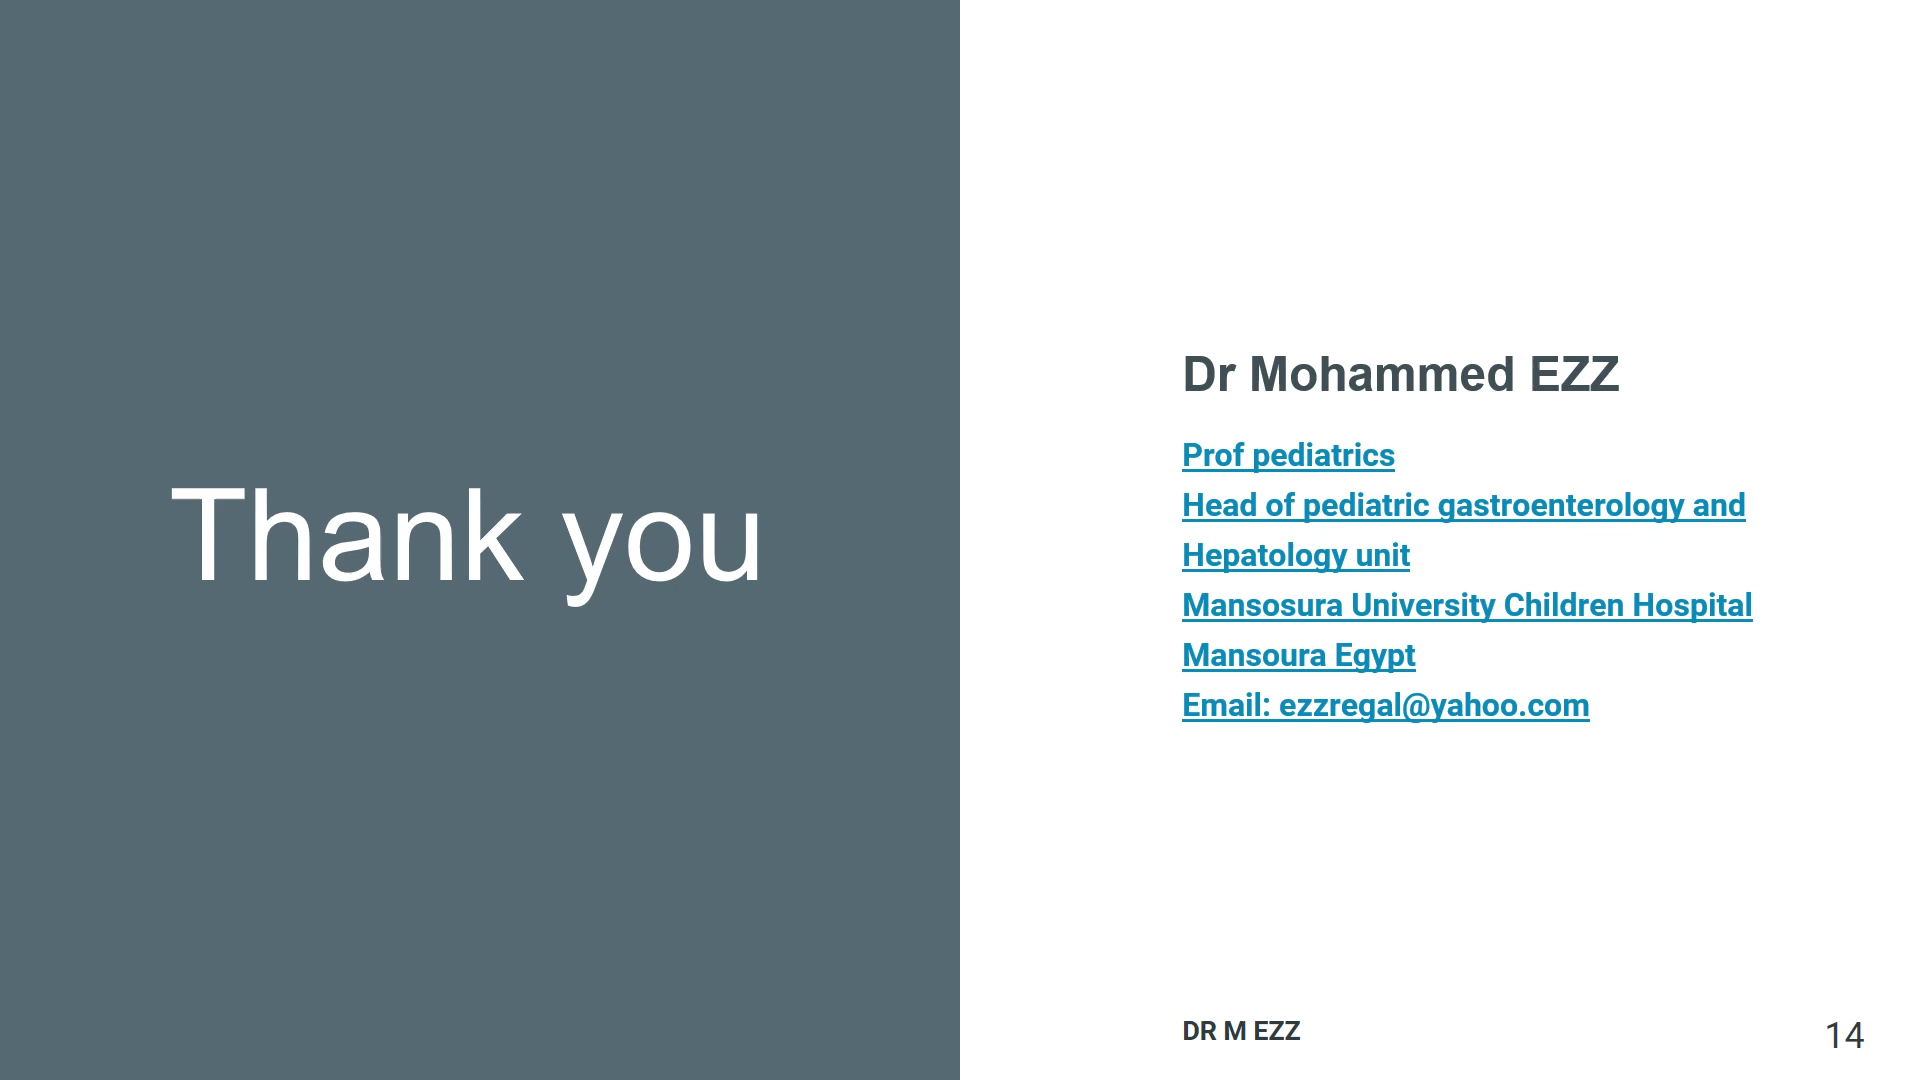 Thank you
Dr Mohammed EZZ
Prof pediatrics
Head of pediatric gastroenterology and
Hepatology unit
Mansosura University Children Hospital
Mansoura Egypt
Email: ezzregal@yahoo.com
DR M EZZ
14